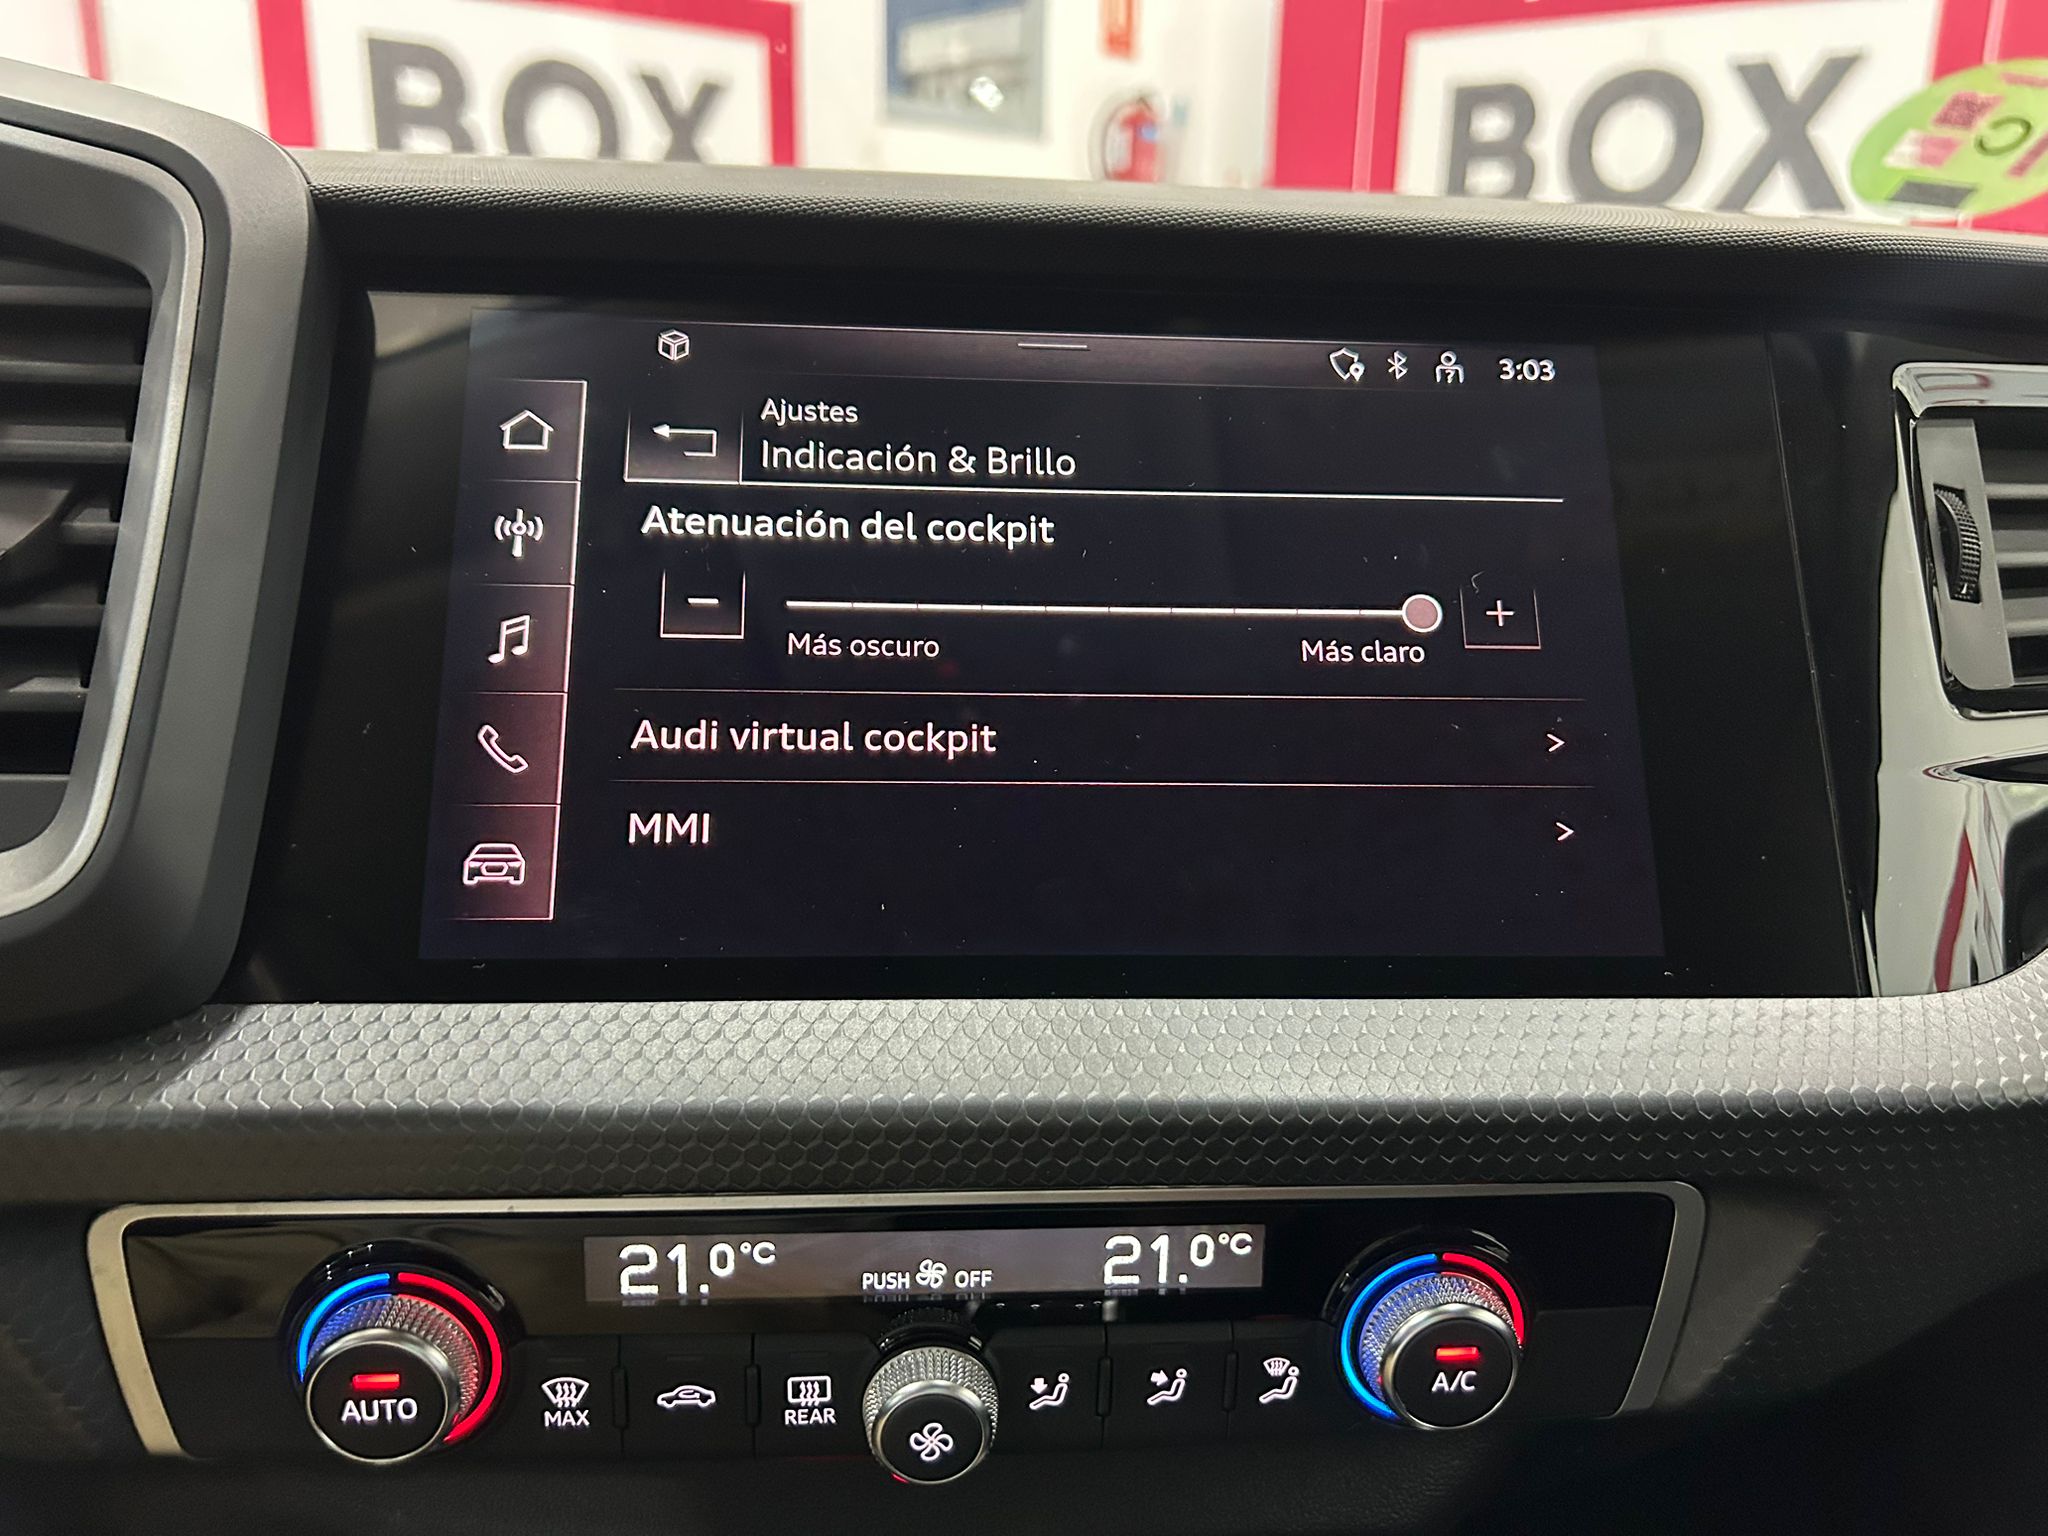 BOX
BOX
3:03
Ajustes
Indicación & Brillo
Atenuación del cockpit
− +
Más oscuro Más claro
Audi virtual cockpit >
MMI >
21.0°C PUSH OFF 21.0°C
AUTO MAX REAR A/C